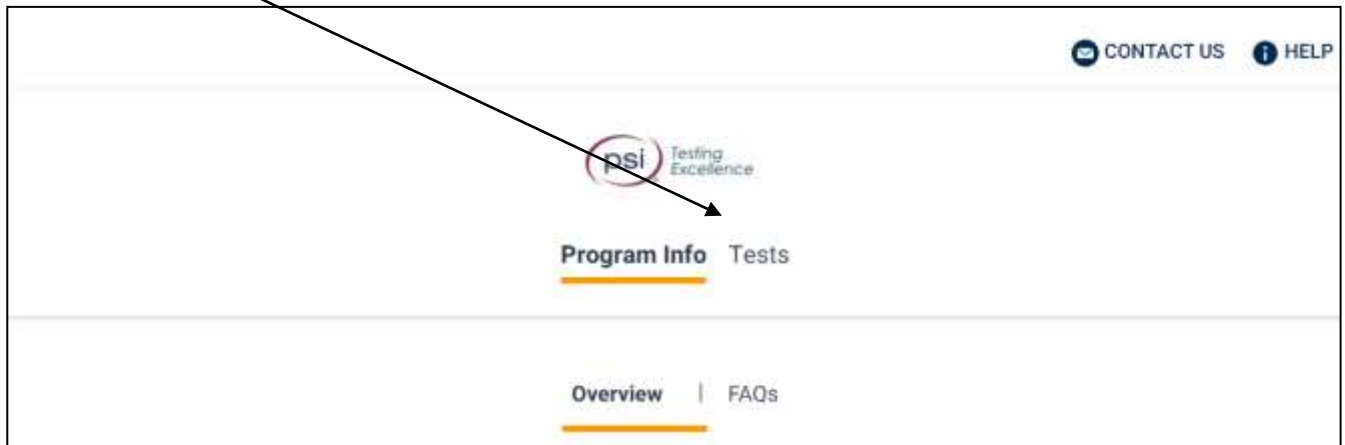 CONTACT US HELP
psi Testing
Excellence
Program Info Tests
Overview | FAQs